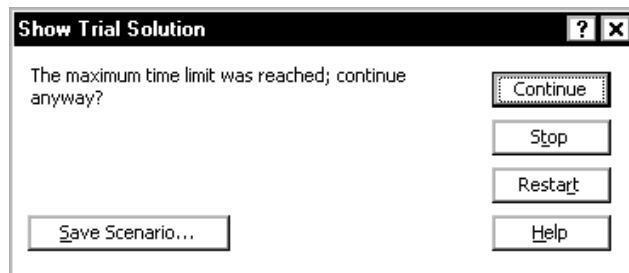 Show Trial Solution ? ×
The maximum time limit was reached; continue
anyway?
Continue
Stop
Restart
Save Scenario...
Help